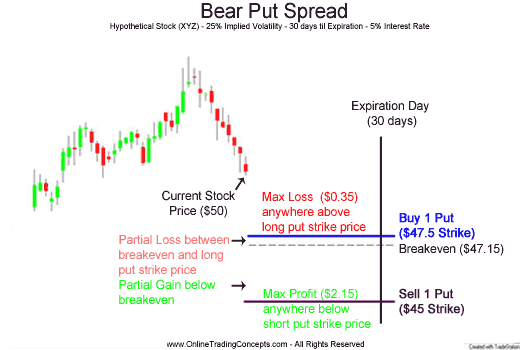 Bear Put Spread
Hypothetical Stock (XYZ) - 25% Implied Volatility - 30 days til Expiration - 5% Interest Rate
Expiration Day
(30 days)
Current Stock
Price ($50)
Max Loss ($0.35)
anywhere above
long put strike price
Buy 1 Put
($47.5 Strike)
Partial Loss between
breakeven and long
put strike price
Breakeven ($47.15)
Partial Gain below
breakeven
Max Profit ($2.15)
anywhere below
short put strike price
Sell 1 Put
($45 Strike)
www.OnlineTradingConcepts.com - All Rights Reserved
Created with TradeStation